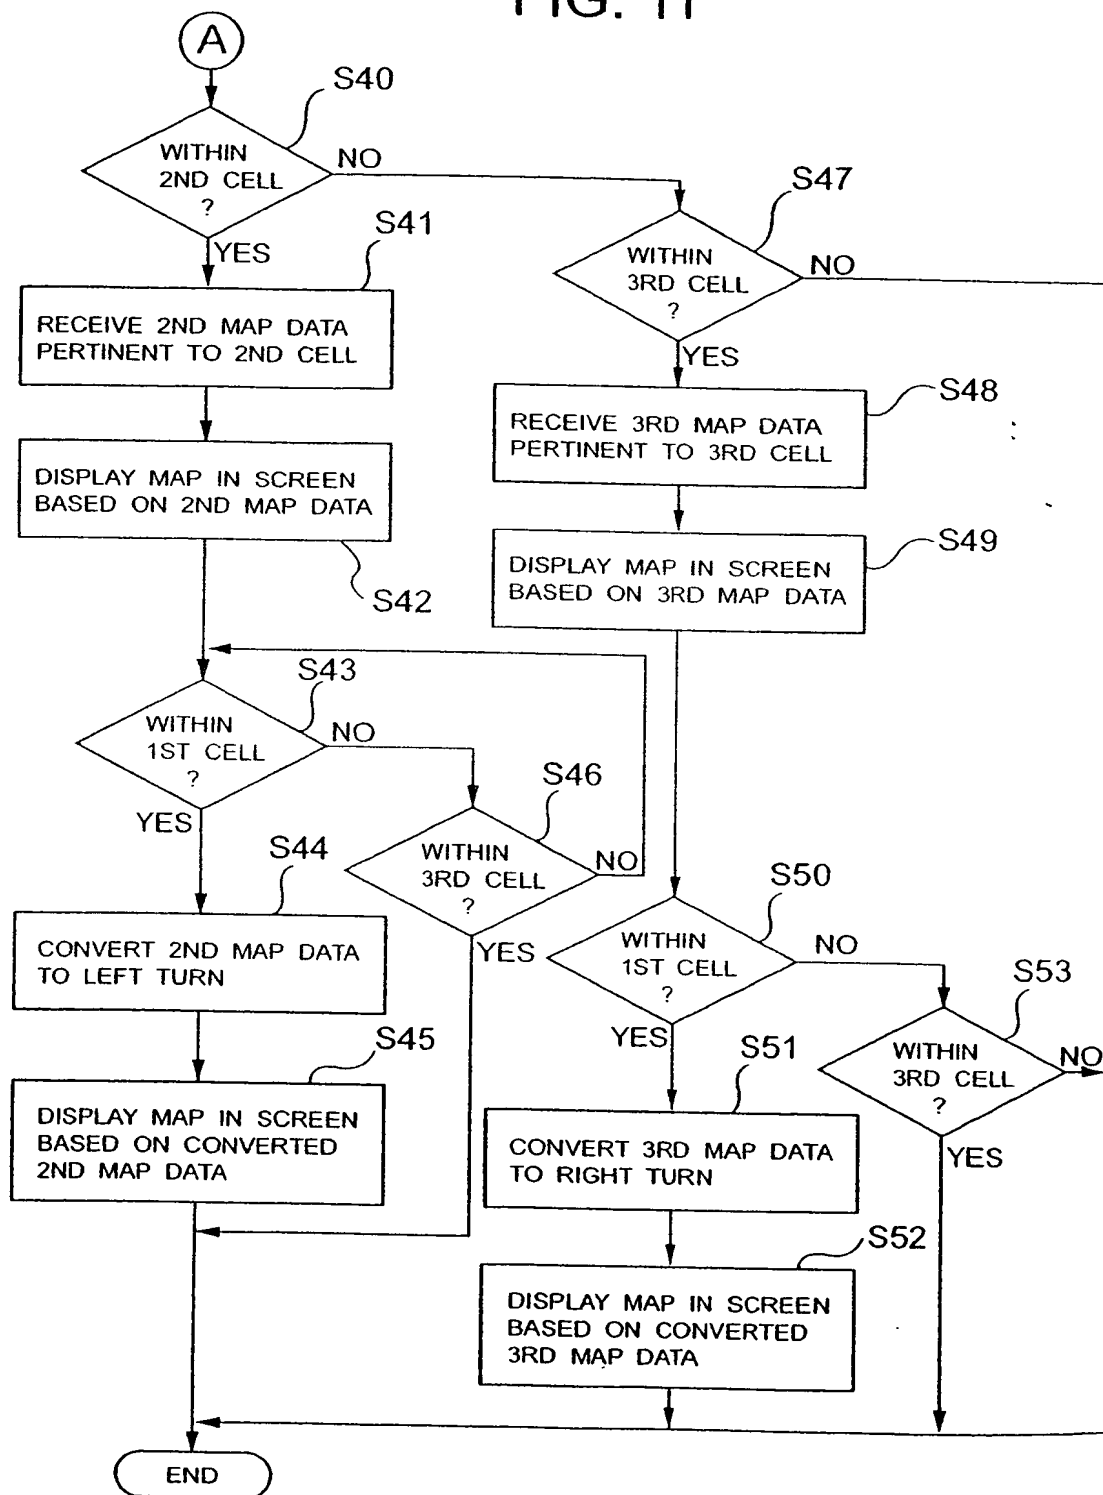 FIG. 11
A
S40
WITHIN
2ND CELL
?
NO
YES
S41
RECEIVE 2ND MAP DATA
PERTINENT TO 2ND CELL
DISPLAY MAP IN SCREEN
BASED ON 2ND MAP DATA
S42
S43
WITHIN
1ST CELL
?
NO
YES
S44
CONVERT 2ND MAP DATA
TO LEFT TURN
S45
DISPLAY MAP IN SCREEN
BASED ON CONVERTED
2ND MAP DATA
S46
WITHIN
3RD CELL
?
NO
YES
S47
WITHIN
3RD CELL
?
NO
YES
S48
RECEIVE 3RD MAP DATA
PERTINENT TO 3RD CELL
S49
DISPLAY MAP IN SCREEN
BASED ON 3RD MAP DATA
S50
WITHIN
1ST CELL
?
NO
YES
S51
CONVERT 3RD MAP DATA
TO RIGHT TURN
S52
DISPLAY MAP IN SCREEN
BASED ON CONVERTED
3RD MAP DATA
S53
WITHIN
3RD CELL
?
NO
YES
END